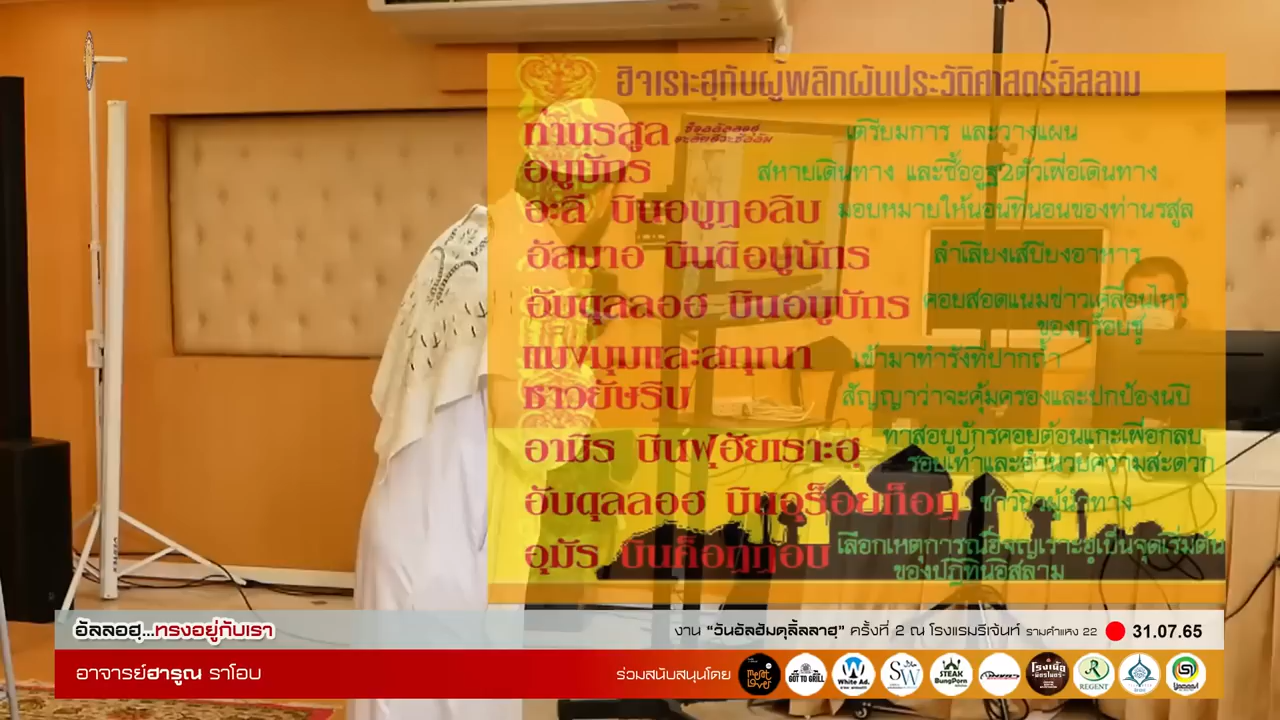 ฮิจเราะฮฺกับผู้พลิกผันประวัติศาสตร์อิสลาม
ท่านรสูล เตรียมการ และวางแผน
อบูบักร สหายเดินทาง และซื้ออูฐ2ตัวเพื่อเดินทาง
อะลี บินอบูฏอลิบ มอบหมายให้นอนที่นอนของท่านรสูล
อัสมาอ บินติอบูบักร ลำเลียงเสบียงอาหาร
อับดุลลอฮ บินอบูบักร คอยสอดแนมข่าวเคลื่อนไหว
ของกุรอยชฺ
แมงมุมและสกุณา เข้ามาทำรังที่ปากถ้ำ
ชาวยัษริบ สัญญาว่าจะคุ้มครองและปกป้องนบี
อามิร บินฟุฮัยเราะฮฺ ทาสอบูบักรคอยต้อนแกะเพื่อกลบ
รอยเท้าและอำนวยความสะดวก
อับดุลลอฮ บินอุร็อยก็อฏ ชาวยิวผู้นำทาง
อุมัร บินค็อฏฏอบ เลือกเหตุการณ์ฮิจญ์เราะฮฺเป็นจุดเริ่มต้น
ของปฏิทินอิสลาม
อัลลอฮฺ...ทรงอยู่กับเรา
งาน “วันอัลฮัมดุลิ้ลลาฮฺ” ครั้งที่ 2 ณ โรงแรมรีเจ้นท์ รามคำแหง 22 31.07.65
อาจารย์ฮารูณ ราโอบ
ร่วมสนับสนุนโดย GOT TO GRILL White Ad. SW STEAK BungPorn REGENT